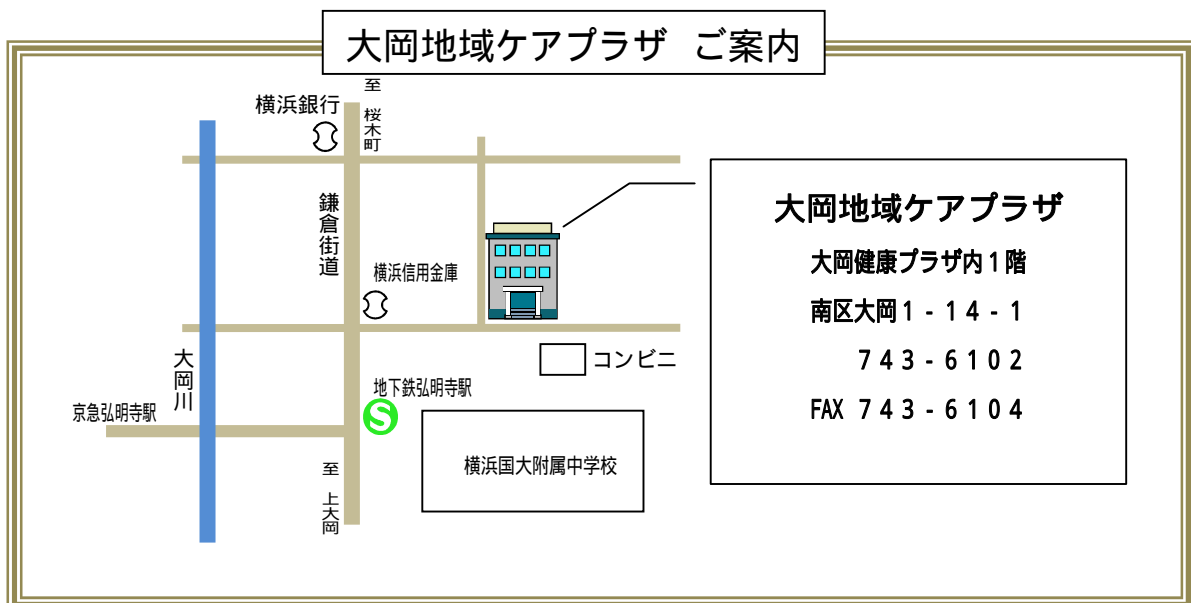 大岡地域ケアプラザ ご案内
至 桜木町
横浜銀行
鎌倉街道
横浜信用金庫
大岡地域ケアプラザ
大岡健康プラザ内1階
南区大岡1-14-1
743-6102
FAX 743-6104
コンビニ
大岡川
地下鉄弘明寺駅
京急弘明寺駅
S
横浜国大附属中学校
至 上大岡